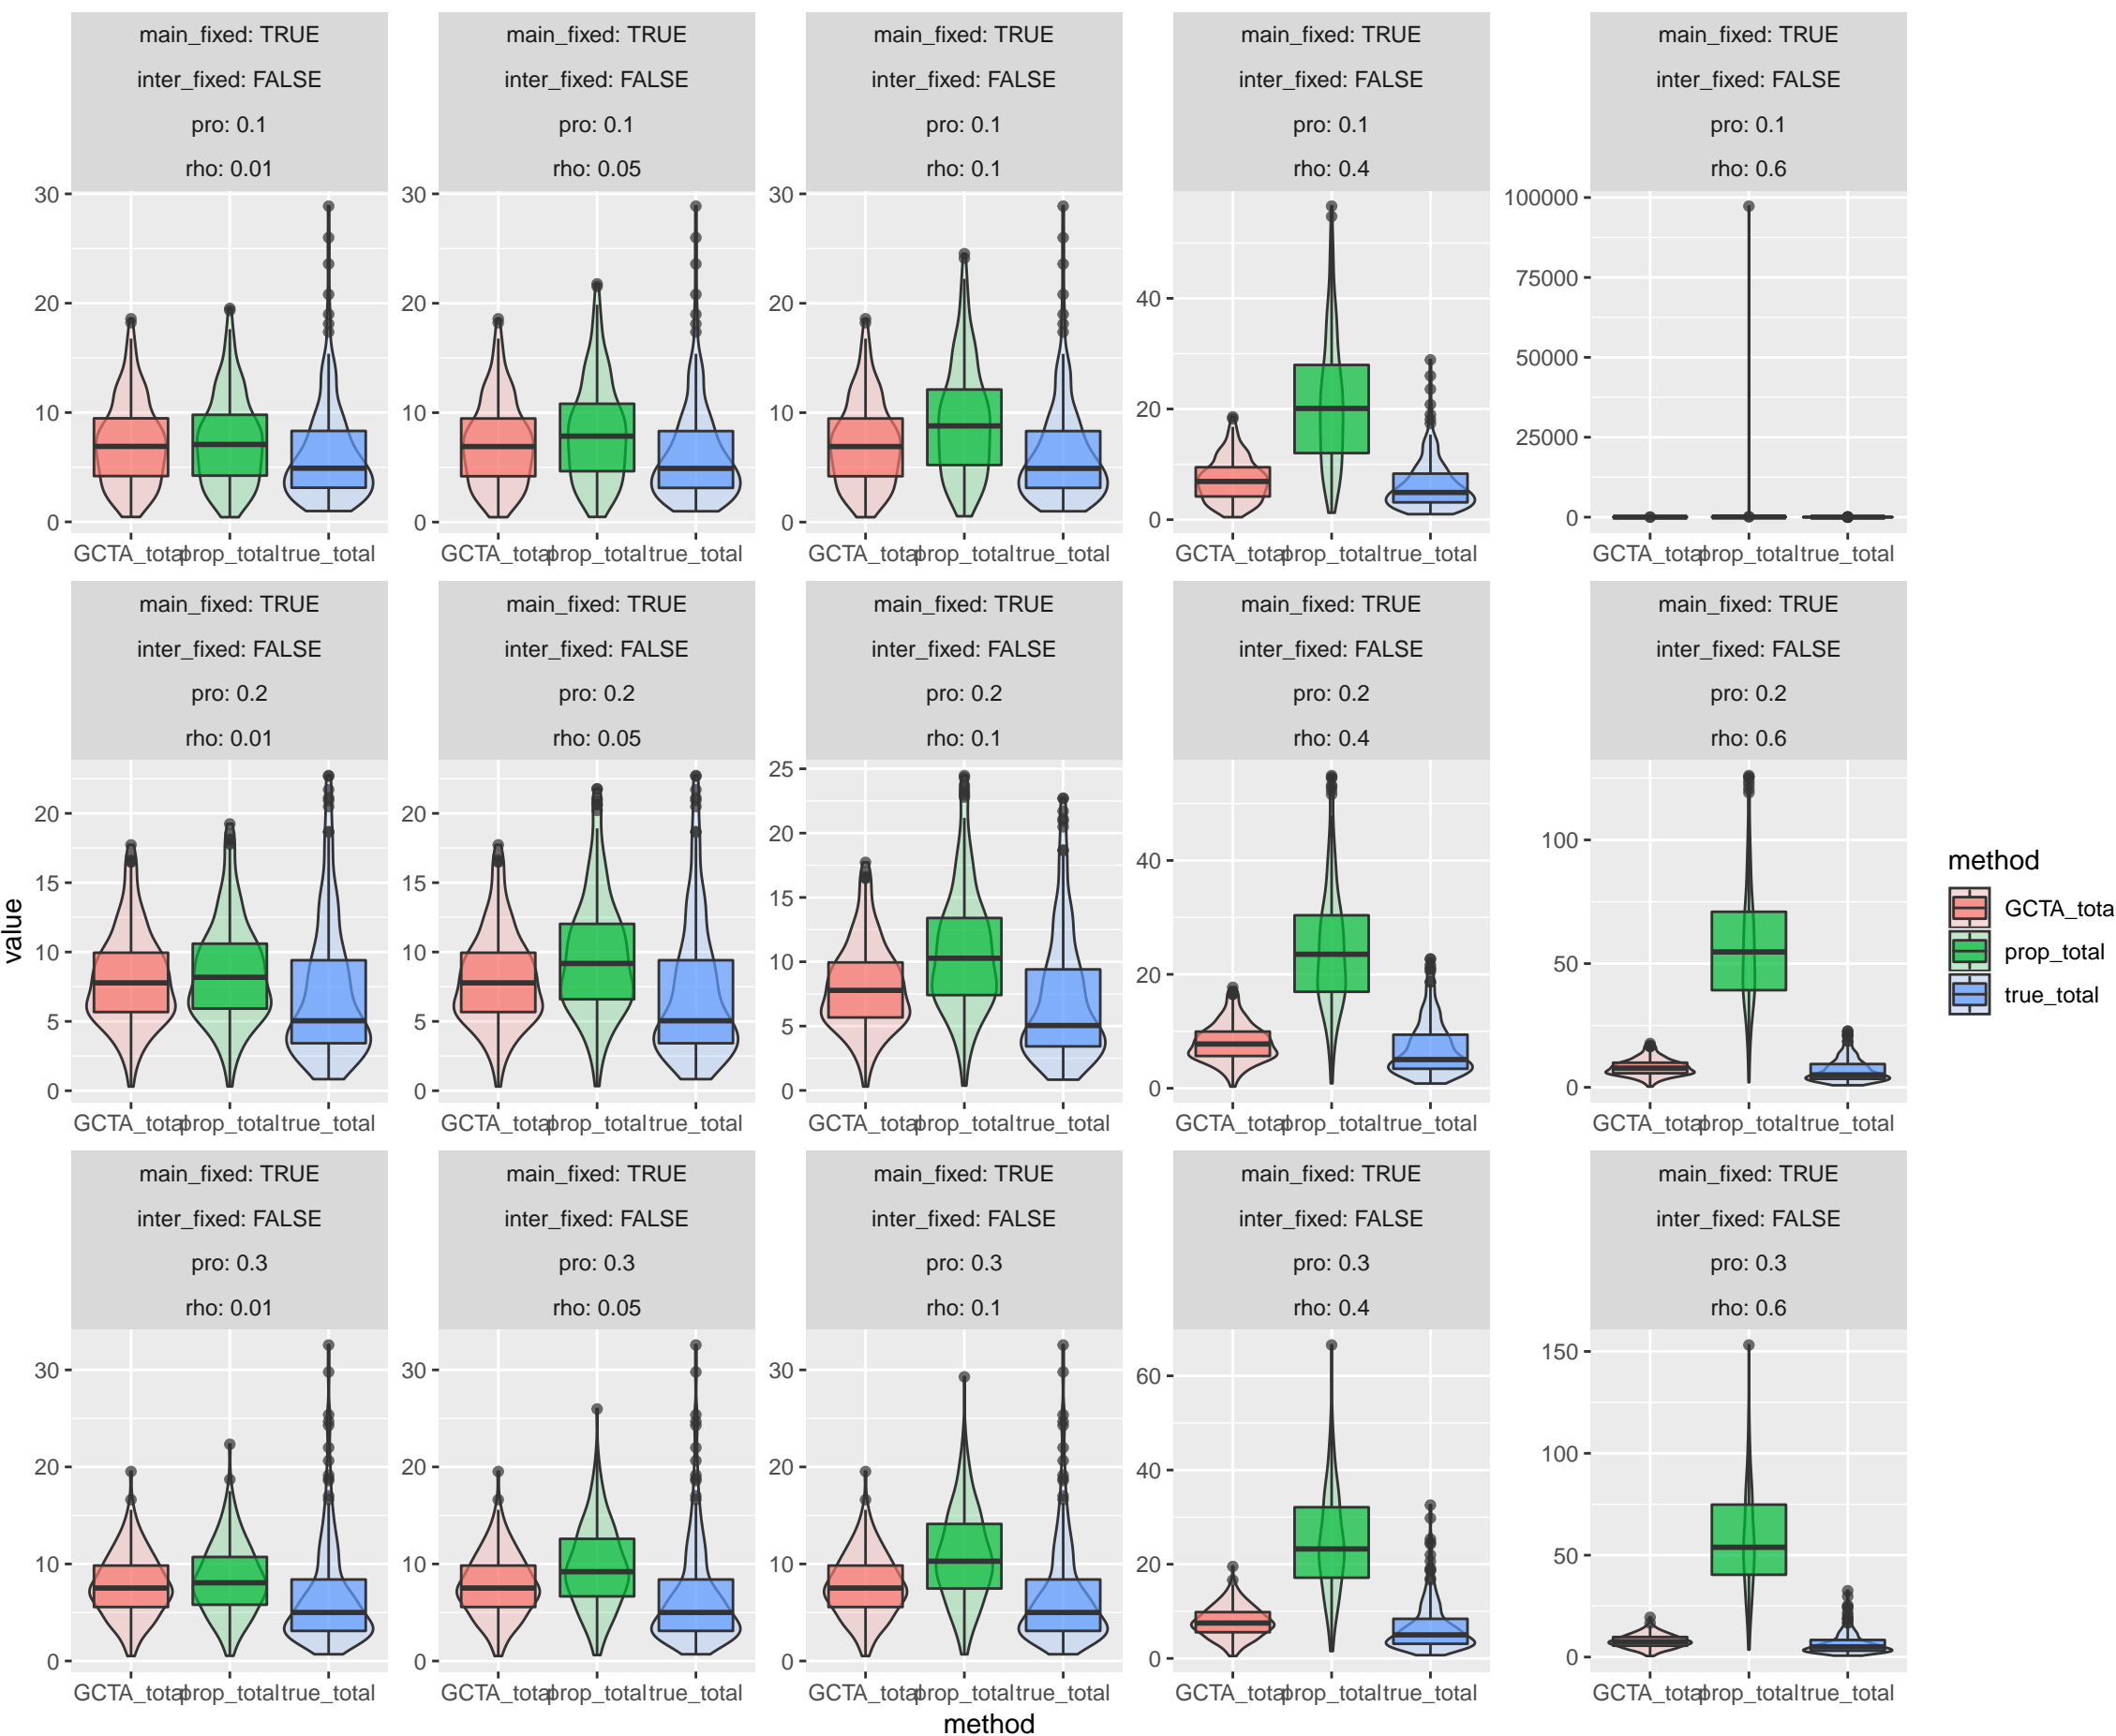 main_fixed: TRUE
inter_fixed: FALSE
pro: 0.1
rho: 0.01
main_fixed: TRUE
inter_fixed: FALSE
pro: 0.1
rho: 0.05
main_fixed: TRUE
inter_fixed: FALSE
pro: 0.1
rho: 0.1
main_fixed: TRUE
inter_fixed: FALSE
pro: 0.1
rho: 0.4
main_fixed: TRUE
inter_fixed: FALSE
pro: 0.1
rho: 0.6
30
20
10
0
30
20
10
0
30
20
10
0
40
20
0
100000
75000
50000
25000
0
GCTA_total prop_total true_total
GCTA_total prop_total true_total
GCTA_total prop_total true_total
GCTA_total prop_total true_total
GCTA_total prop_total true_total
main_fixed: TRUE
inter_fixed: FALSE
pro: 0.2
rho: 0.01
main_fixed: TRUE
inter_fixed: FALSE
pro: 0.2
rho: 0.05
main_fixed: TRUE
inter_fixed: FALSE
pro: 0.2
rho: 0.1
main_fixed: TRUE
inter_fixed: FALSE
pro: 0.2
rho: 0.4
main_fixed: TRUE
inter_fixed: FALSE
pro: 0.2
rho: 0.6
value
20
15
10
5
0
20
15
10
5
0
25
20
15
10
5
0
40
20
0
100
50
0
GCTA_total prop_total true_total
GCTA_total prop_total true_total
GCTA_total prop_total true_total
GCTA_total prop_total true_total
GCTA_total prop_total true_total
method
GCTA_tota
prop_total
true_total
main_fixed: TRUE
inter_fixed: FALSE
pro: 0.3
rho: 0.01
main_fixed: TRUE
inter_fixed: FALSE
pro: 0.3
rho: 0.05
main_fixed: TRUE
inter_fixed: FALSE
pro: 0.3
rho: 0.1
main_fixed: TRUE
inter_fixed: FALSE
pro: 0.3
rho: 0.4
main_fixed: TRUE
inter_fixed: FALSE
pro: 0.3
rho: 0.6
30
20
10
0
30
20
10
0
30
20
10
0
60
40
20
0
150
100
50
0
GCTA_total prop_total true_total
GCTA_total prop_total true_total
GCTA_total prop_total true_total
GCTA_total prop_total true_total
GCTA_total prop_total true_total
method